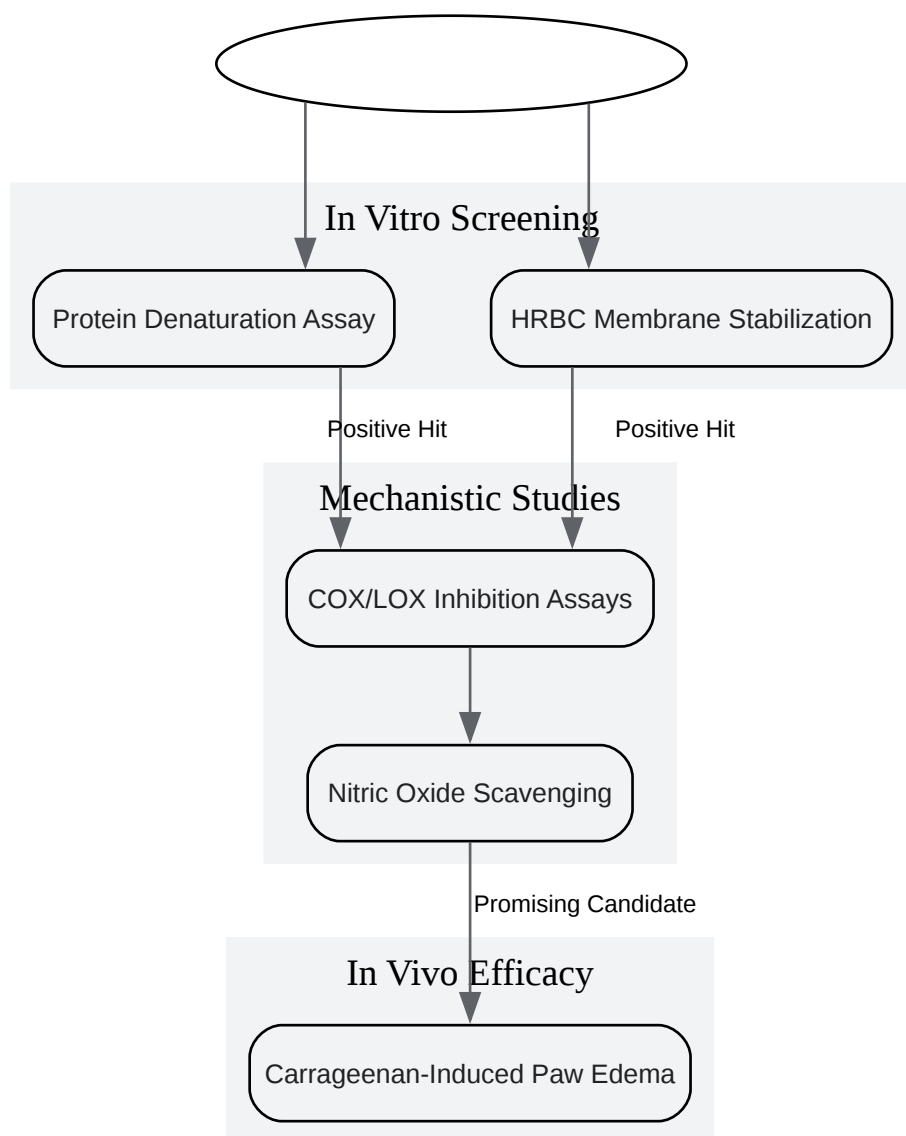 In Vitro Screening
Protein Denaturation Assay
HRBC Membrane Stabilization
Positive Hit
Positive Hit
Mechanistic Studies
COX/LOX Inhibition Assays
Nitric Oxide Scavenging
Promising Candidate
In Vivo Efficacy
Carrageenan-Induced Paw Edema